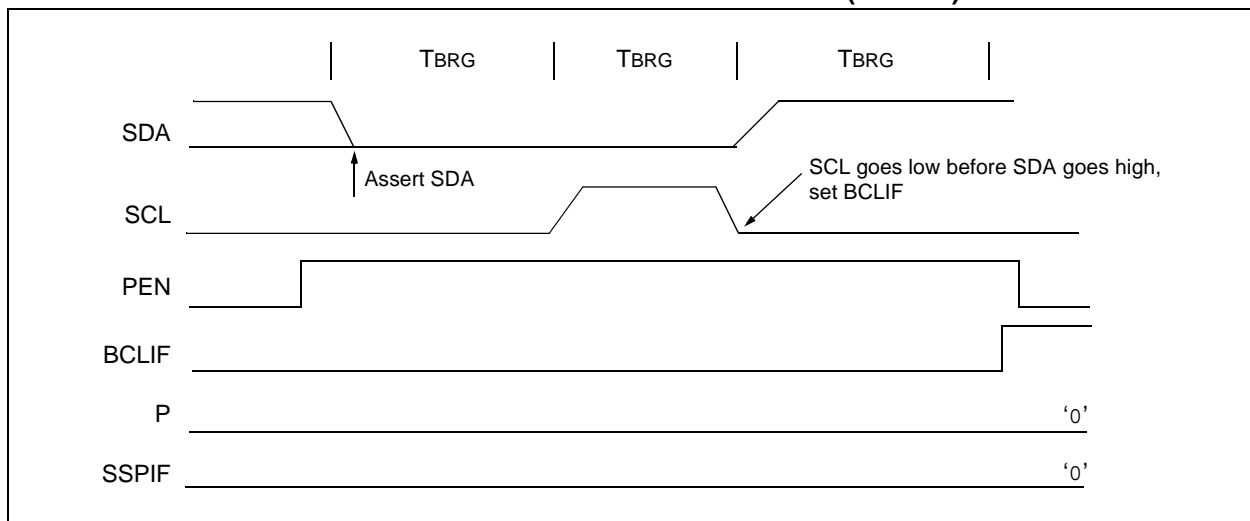 TBRG TBRG TBRG
SDA
Assert SDA
SCL goes low before SDA goes high,
set BCLIF
SCL
PEN
BCLIF
P
'0'
SSPIF
'0'